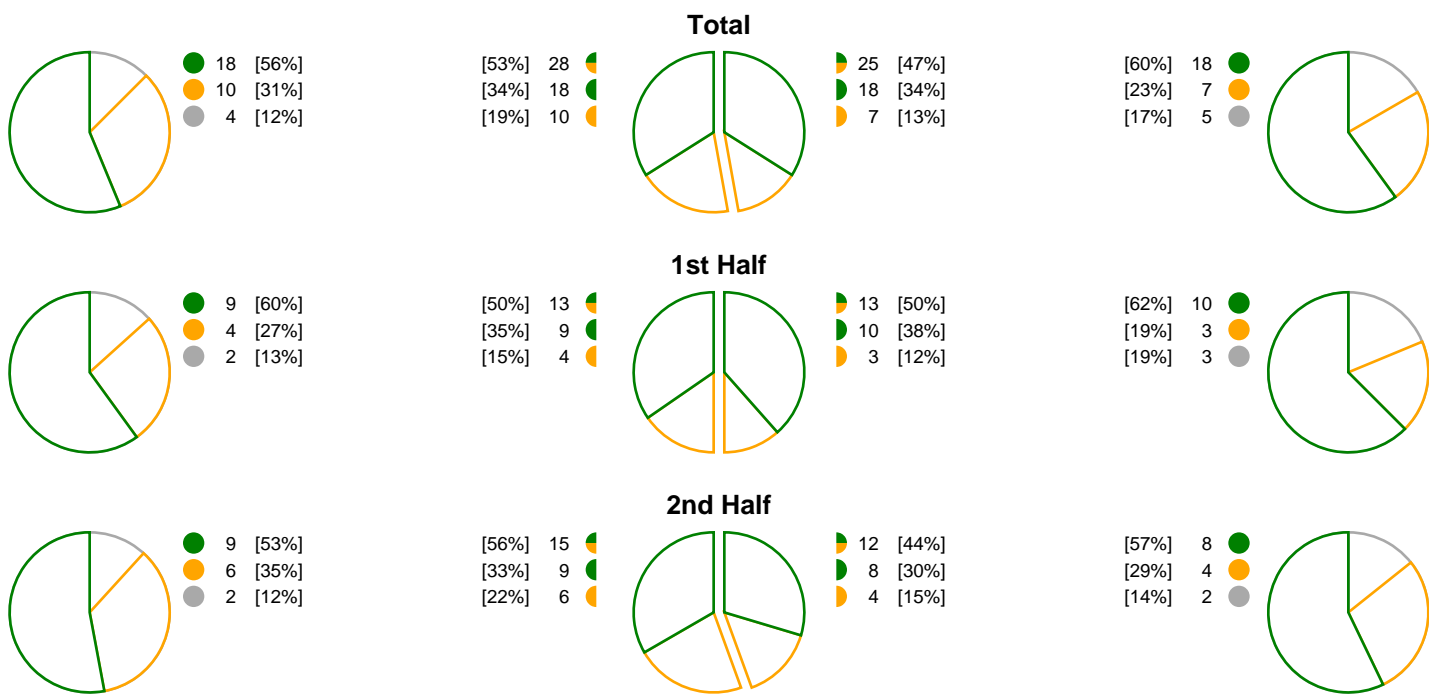 Total
18 [56%] [53%] 28 25 [47%] [60%] 18
10 [31%] [34%] 18 18 [34%] [23%] 7
4 [12%] [19%] 10 7 [13%] [17%] 5
1st Half
9 [60%] [50%] 13 13 [50%] [62%] 10
4 [27%] [35%] 9 10 [38%] [19%] 3
2 [13%] [15%] 4 3 [12%] [19%] 3
2nd Half
9 [53%] [56%] 15 12 [44%] [57%] 8
6 [35%] [33%] 9 8 [30%] [29%] 4
2 [12%] [22%] 6 4 [15%] [14%] 2